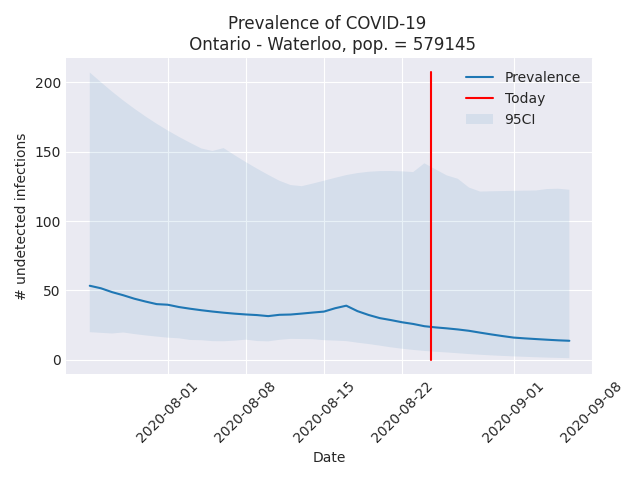 Prevalence of COVID-19
Ontario - Waterloo, pop. = 579145
Prevalence
Today
95CI
# undetected infections
200
150
100
50
0
2020-08-01
2020-08-08
2020-08-15
2020-08-22
2020-09-01
2020-09-08
Date